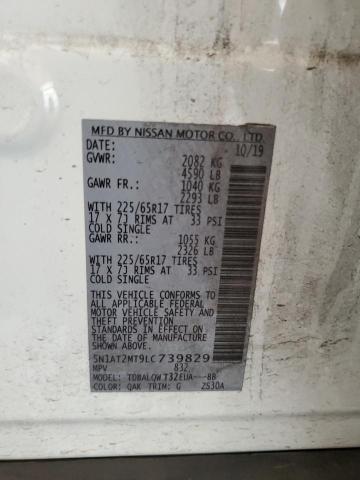 MFD BY NISSAN MOTOR CO., LTD.
DATE: 10/19
GVWR: 2082 KG
4590 LB
GAWR FR.: 1040 KG
2293 LB
WITH 225/65R17 TIRES
17 X 7J RIMS AT 33 PSI
COLD SINGLE
GAWR RR.: 1055 KG
2326 LB
WITH 225/65R17 TIRES
17 X 7J RIMS AT 33 PSI
COLD SINGLE
THIS VEHICLE CONFORMS TO
ALL APPLICABLE FEDERAL
MOTOR VEHICLE SAFETY
STANDARDS IN EFFECT ON
THE DATE OF MANUFACTURE
SHOWN ABOVE.
5N1AT2MT9LC739829
MPV 832
MODEL: TDBALQWT32EUA---BB
COLOR: QAK TRIM: G ZS30A